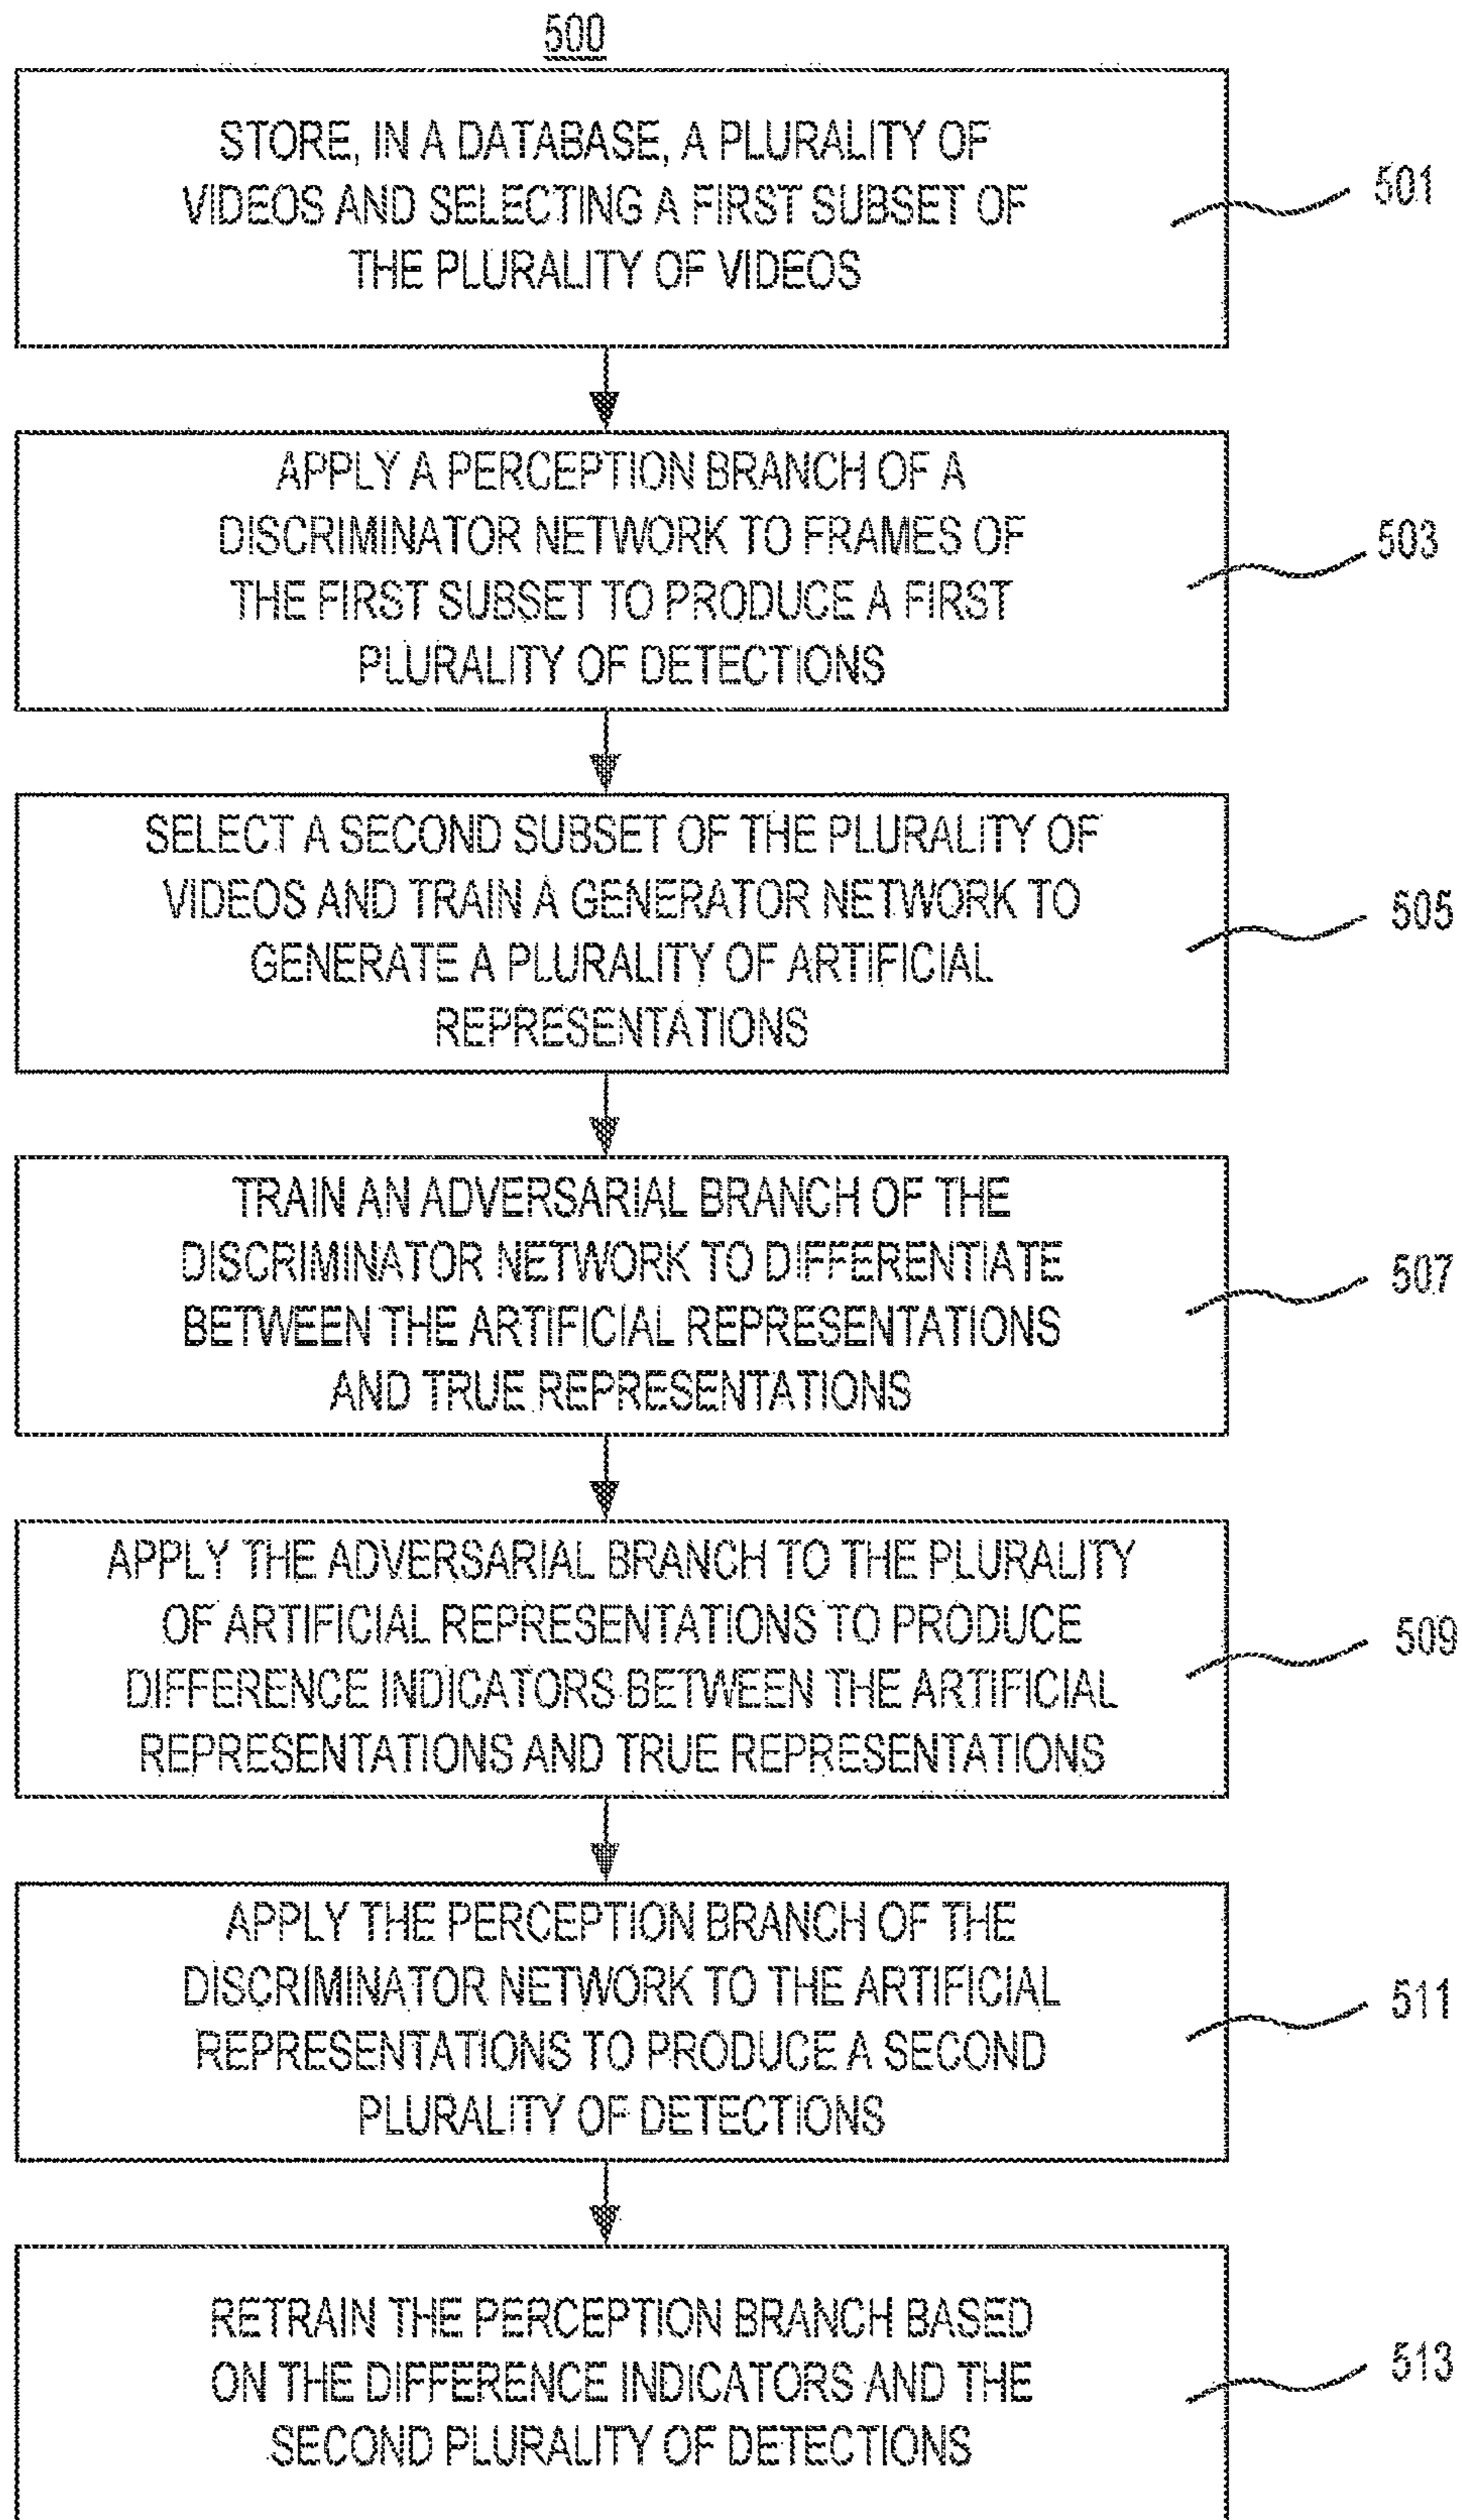 500
STORE, IN A DATABASE, A PLURALITY OF
VIDEOS AND SELECTING A FIRST SUBSET OF
THE PLURALITY OF VIDEOS
501
APPLY A PERCEPTION BRANCH OF A
DISCRIMINATOR NETWORK TO FRAMES OF
THE FIRST SUBSET TO PRODUCE A FIRST
PLURALITY OF DETECTIONS
503
SELECT A SECOND SUBSET OF THE PLURALITY OF
VIDEOS AND TRAIN A GENERATOR NETWORK TO
GENERATE A PLURALITY OF ARTIFICIAL
REPRESENTATIONS
505
TRAIN AN ADVERSARIAL BRANCH OF THE
DISCRIMINATOR NETWORK TO DIFFERENTIATE
BETWEEN THE ARTIFICIAL REPRESENTATIONS
AND TRUE REPRESENTATIONS
507
APPLY THE ADVERSARIAL BRANCH TO THE PLURALITY
OF ARTIFICIAL REPRESENTATIONS TO PRODUCE
DIFFERENCE INDICATORS BETWEEN THE ARTIFICIAL
REPRESENTATIONS AND TRUE REPRESENTATIONS
509
APPLY THE PERCEPTION BRANCH OF THE
DISCRIMINATOR NETWORK TO THE ARTIFICIAL
REPRESENTATIONS TO PRODUCE A SECOND
PLURALITY OF DETECTIONS
511
RETRAIN THE PERCEPTION BRANCH BASED
ON THE DIFFERENCE INDICATORS AND THE
SECOND PLURALITY OF DETECTIONS
513